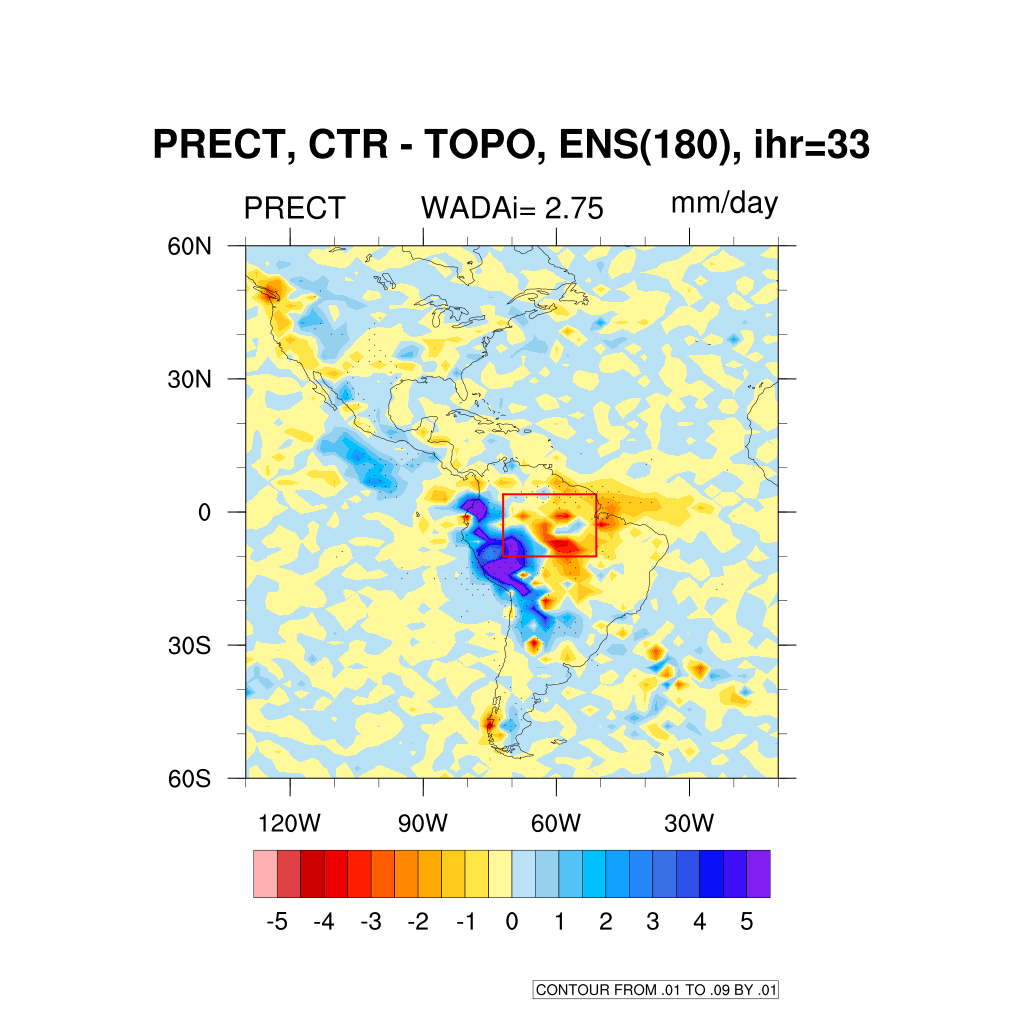 PRECT, CTR - TOPO, ENS(180), ihr=33
PRECT WADAi= 2.75 mm/day
60N
30N
0
30S
60S
120W 90W 60W 30W
-5 -4 -3 -2 -1 0 1 2 3 4 5
CONTOUR FROM .01 TO .09 BY .01